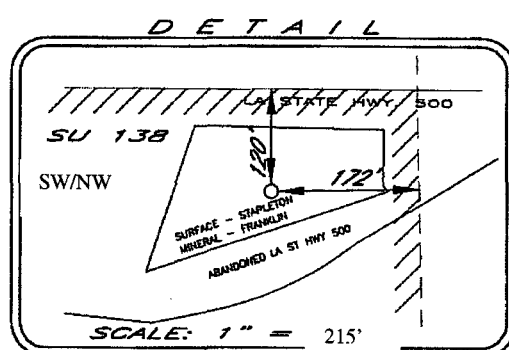 DETAIL
LA STATE HWY. 500
SU 138
120'
SW/NW
172'
SURFACE - STAPLETON
MINERAL - FRANKLIN
ABANDONED LA ST HWY 500
SCALE: 1" = 215'